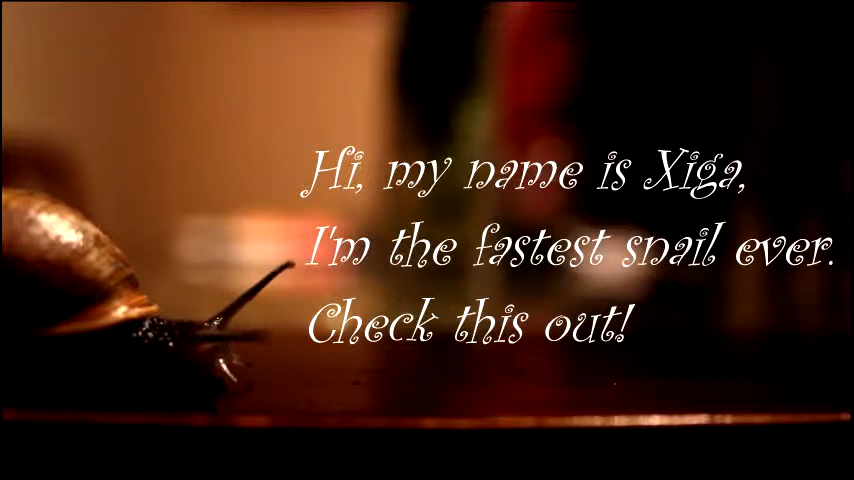 Hi, my name is Xiga,
I'm the fastest snail ever.
Check this out!